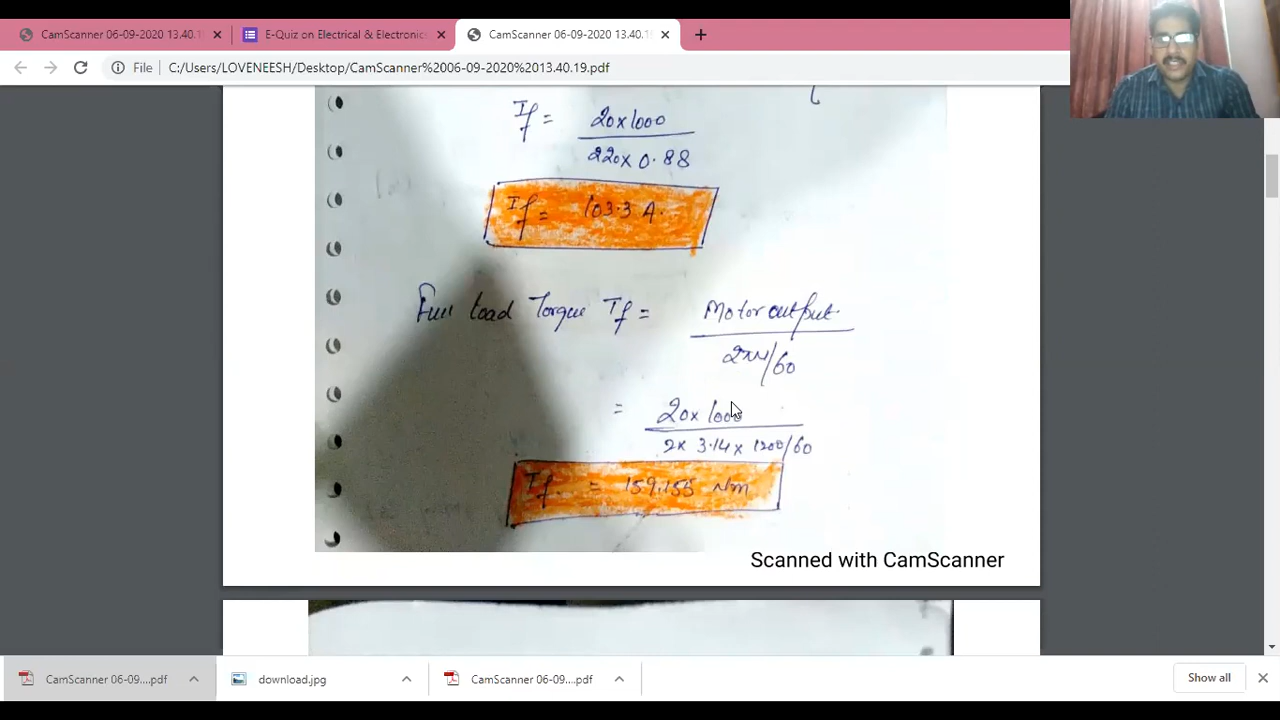 CamScanner 06-09-2020 13.40.1
E-Quiz on Electrical & Electronics
CamScanner 06-09-2020 13.40.1
File
C:/Users/LOVENEESH/Desktop/CamScanner%2006-09-2020%2013.40.19.pdf
If = 20x1000
220x 0.88
If = 103.3 A.
Full Load Torque Tf = Motor output
2πN/60
= 20x 1000
2x 3.14x 1200/60
Tf. = 159.155 Nm
Scanned with CamScanner
CamScanner 06-09....pdf
download.jpg
CamScanner 06-09....pdf
Show all